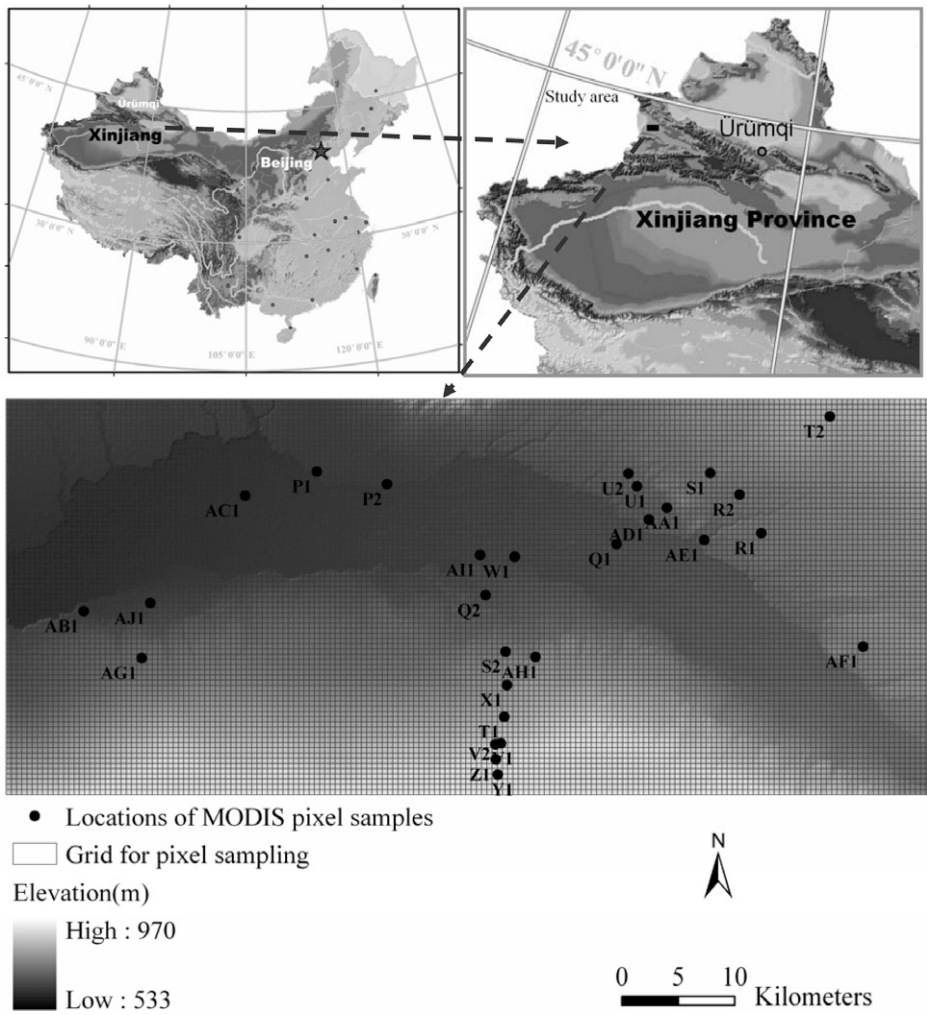 45° 0'0" N
Ürümqi
Xinjiang
Beijing
30° 0'0" N
30° 0'0" N
90° 0'0" E
105° 0'0" E
120° 0'0" E
45° 0'0" N
Study area
Ürümqi
Xinjiang Province
T2
P1
P2
AC1
U2
U1
S1
R2
AA1
AD1
Q1
AE1
R1
AI1
W1
Q2
AB1
AJ1
AG1
S2
AH1
AF1
X1
T1
V2
Z1
Y1
Locations of MODIS pixel samples
Grid for pixel sampling
Elevation(m)
High : 970
Low : 533
N
0 5 10
Kilometers